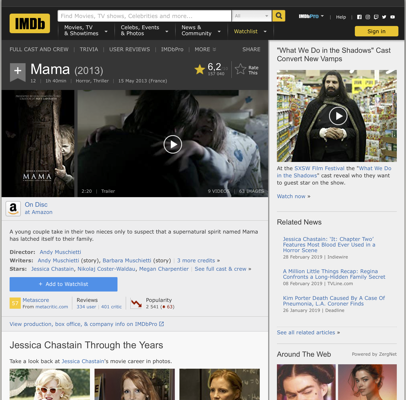 IMDb
Find Movies, TV shows, Celebrities and more...
All
Movies, TV & Showtimes
Celebs, Events & Photos
News & Community
Watchlist
IMDbPro
Help
Sign in
FULL CAST AND CREW | TRIVIA | USER REVIEWS | IMDbPro | MORE
SHARE
Mama (2013)
12 | 1h 40min | Horror, Thriller | 15 May 2013 (France)
6,2
Rate This
MAMA
2:20 | Trailer
9 VIDEOS | 62 IMAGES
On Disc
at Amazon
A young couple take in their two nieces only to suspect that a supernatural spirit named Mama has latched itself to their family.
Director: Andy Muschietti
Writers: Andy Muschietti (story), Barbara Muschietti (story) | 3 more credits »
Stars: Jessica Chastain, Nikolaj Coster-Waldau, Megan Charpentier | See full cast & crew »
+ Add to Watchlist
Metascore
From metacritic.com
Reviews
334 user | 401 critic
Popularity
2 541 (63)
View production, box office, & company info on IMDbPro
Jessica Chastain Through the Years
Take a look back at Jessica Chastain's movie career in photos.
"What We Do in the Shadows" Cast Convert New Vamps
At the SXSW Film Festival the "What We Do in the Shadows" cast reveal who they want to guest star on the show.
Watch now »
Related News
Jessica Chastain: 'It: Chapter Two' Features Most Blood Ever Used in a Horror Scene
28 February 2019 | Indiewire
A Million Little Things Recap: Regina Confronts a Long-Hidden Family Secret
08 February 2019 | TVLine.com
Kim Porter Death Caused By A Case Of Pneumonia, L.A. Coroner Finds
26 January 2019 | Deadline
See all related articles »
Around The Web
Powered by ZergNet